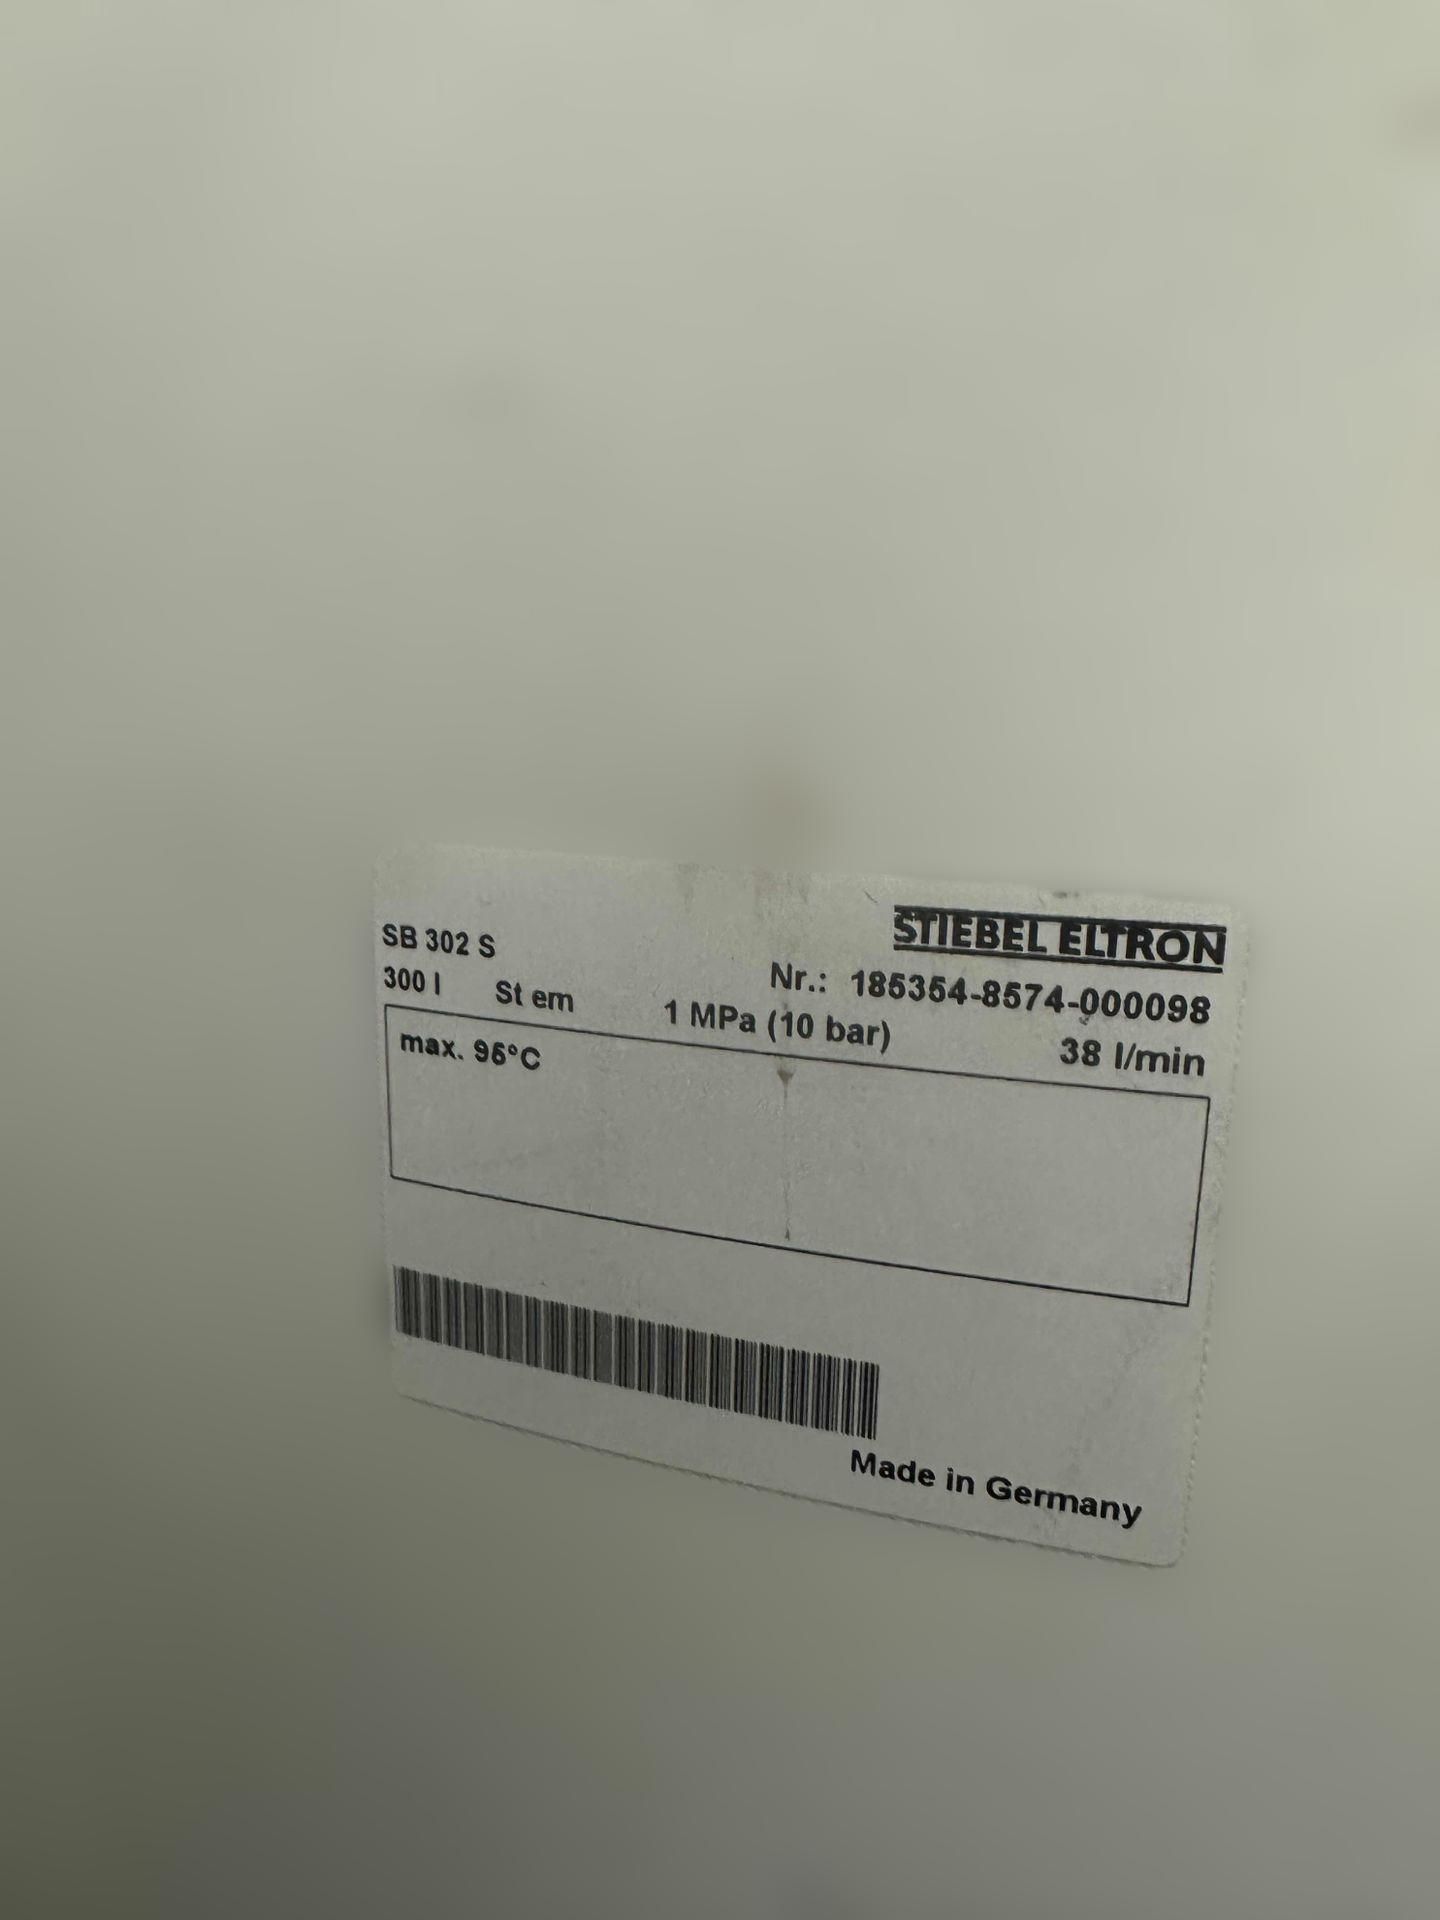 STIEBEL ELTRON
SB 302 S
Nr.: 185354-8574-000098
300 l St em 1 MPa (10 bar) 38 l/min
max. 95°C
Made in Germany